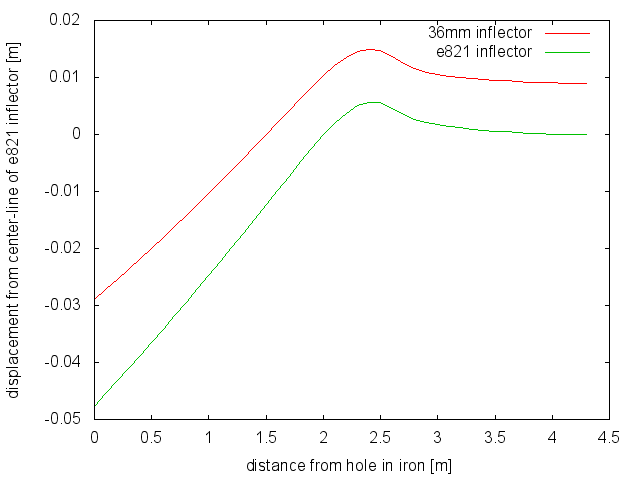 36mm inflector
e821 inflector
displacement from center-line of e821 inflector [m]
0.02
0.01
0
-0.01
-0.02
-0.03
-0.04
-0.05
0 0.5 1 1.5 2 2.5 3 3.5 4 4.5
distance from hole in iron [m]